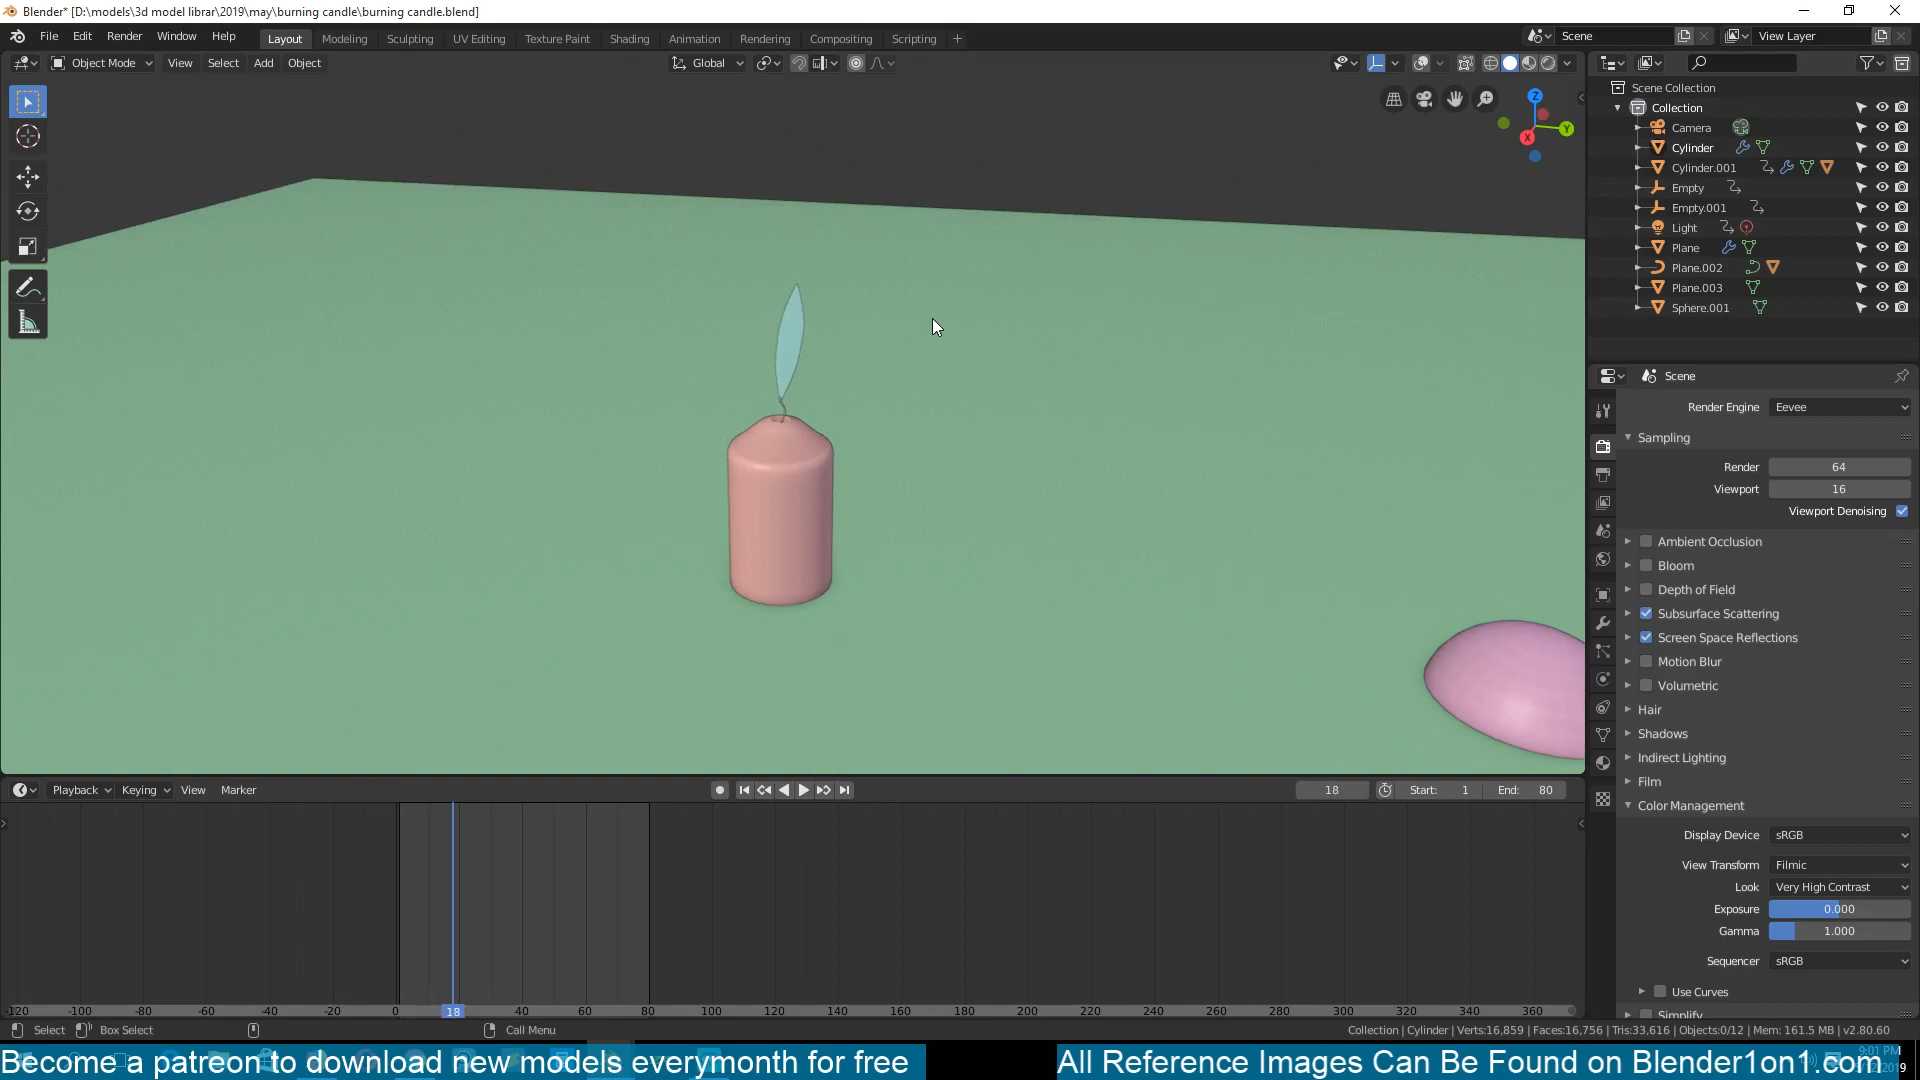 Blender* [D:\models\3d model librar\2019\may\burning candle\burning candle.blend]
File Edit Render Window Help Layout Modeling Sculpting UV Editing Texture Paint Shading Animation Rendering Compositing Scripting + Scene View Layer
Object Mode View Select Add Object Global
Z
Y
X
Scene Collection
Collection
Camera
Cylinder
Cylinder.001
Empty
Empty.001
Light
Plane
Plane.002
Plane.003
Sphere.001
Scene
Render Engine Eevee
Sampling
Render 64
Viewport 16
Viewport Denoising
Ambient Occlusion
Bloom
Depth of Field
Subsurface Scattering
Screen Space Reflections
Motion Blur
Volumetric
Hair
Shadows
Indirect Lighting
Film
Color Management
Display Device sRGB
View Transform Filmic
Look Very High Contrast
Exposure 0.000
Gamma 1.000
Sequencer sRGB
Use Curves
Simplify
Playback Keying View Marker 18 Start: 1 End: 80
-120 -100 -80 -60 -40 -20 0 18 40 60 80 100 120 140 160 180 200 220 240 260 280 300 320 340 360
Select Box Select Call Menu Collection | Cylinder | Verts:16,859 | Faces:16,756 | Tris:33,616 | Objects:0/12 | Mem: 161.5 MB | v2.80.60
Become a patreon to download new models everymonth for free All Reference Images Can Be Found on Blender1on1.com
9:01 PM